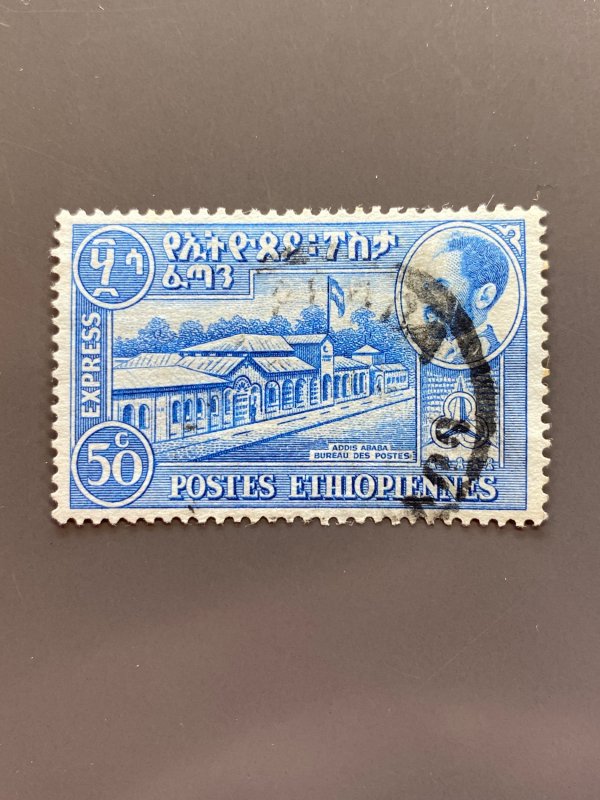 ፶ ሳ
የኢትዮጵያ፡ፖስታ
ፈጣን
EXPRESS
ADDIS ABABA
BUREAU DES POSTES
50 C
POSTES ETHIOPIENNES